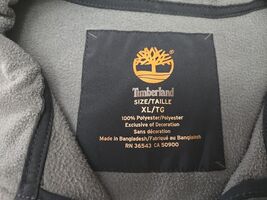 Timberland
SIZE/TAILLE
XL/TG
100% Polyester/Polyester
Exclusive of Decoration
Sans décoration
Made in Bangladesh/Fabriqué au Bangladesh
RN 36543 CA 50900